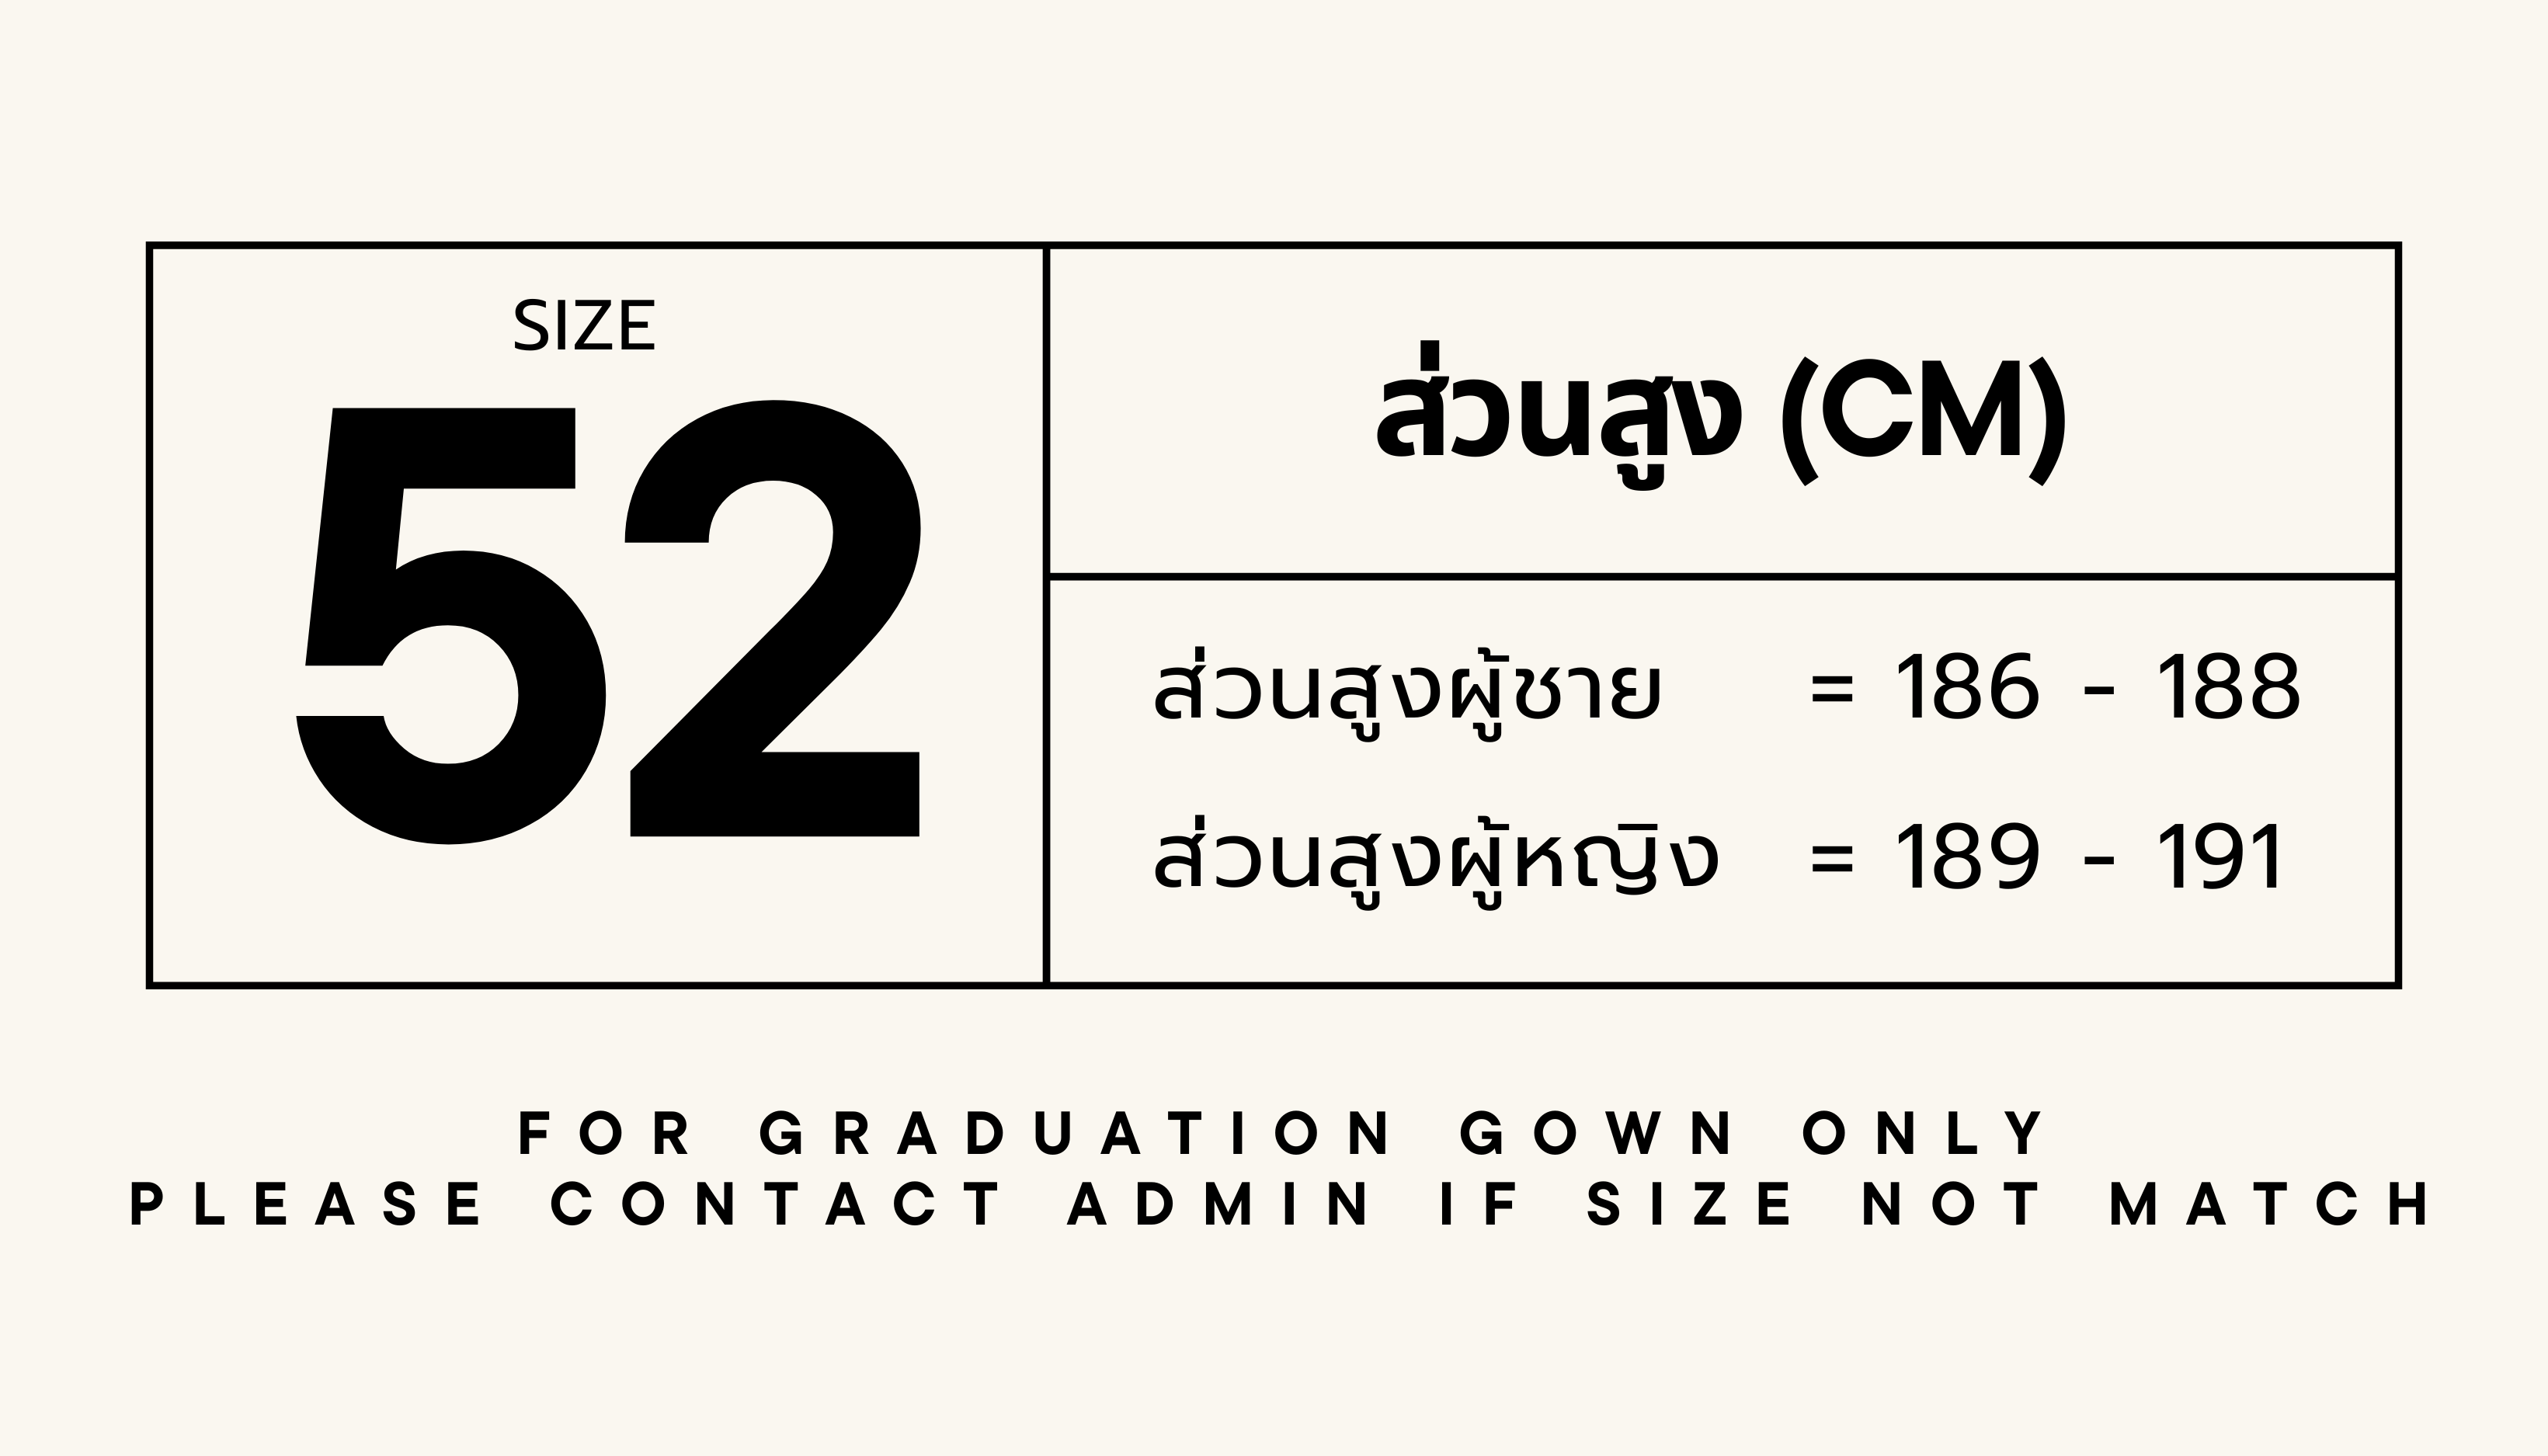 SIZE
52
ส่วนสูง (CM)
ส่วนสูงผู้ชาย = 186 - 188
ส่วนสูงผู้หญิง = 189 - 191
FOR GRADUATION GOWN ONLY
PLEASE CONTACT ADMIN IF SIZE NOT MATCH